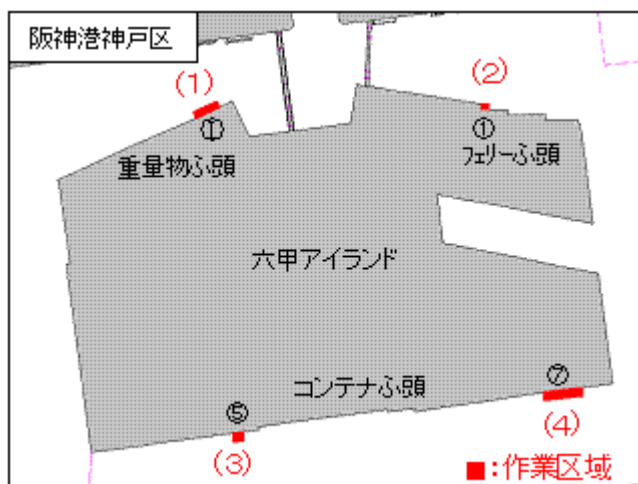 阪神港神戸区
(1)
(2)
①
①
重量物ふ頭
フェリーふ頭
六甲アイランド
コンテナふ頭
⑦
⑤
(4)
(3)
■:作業区域